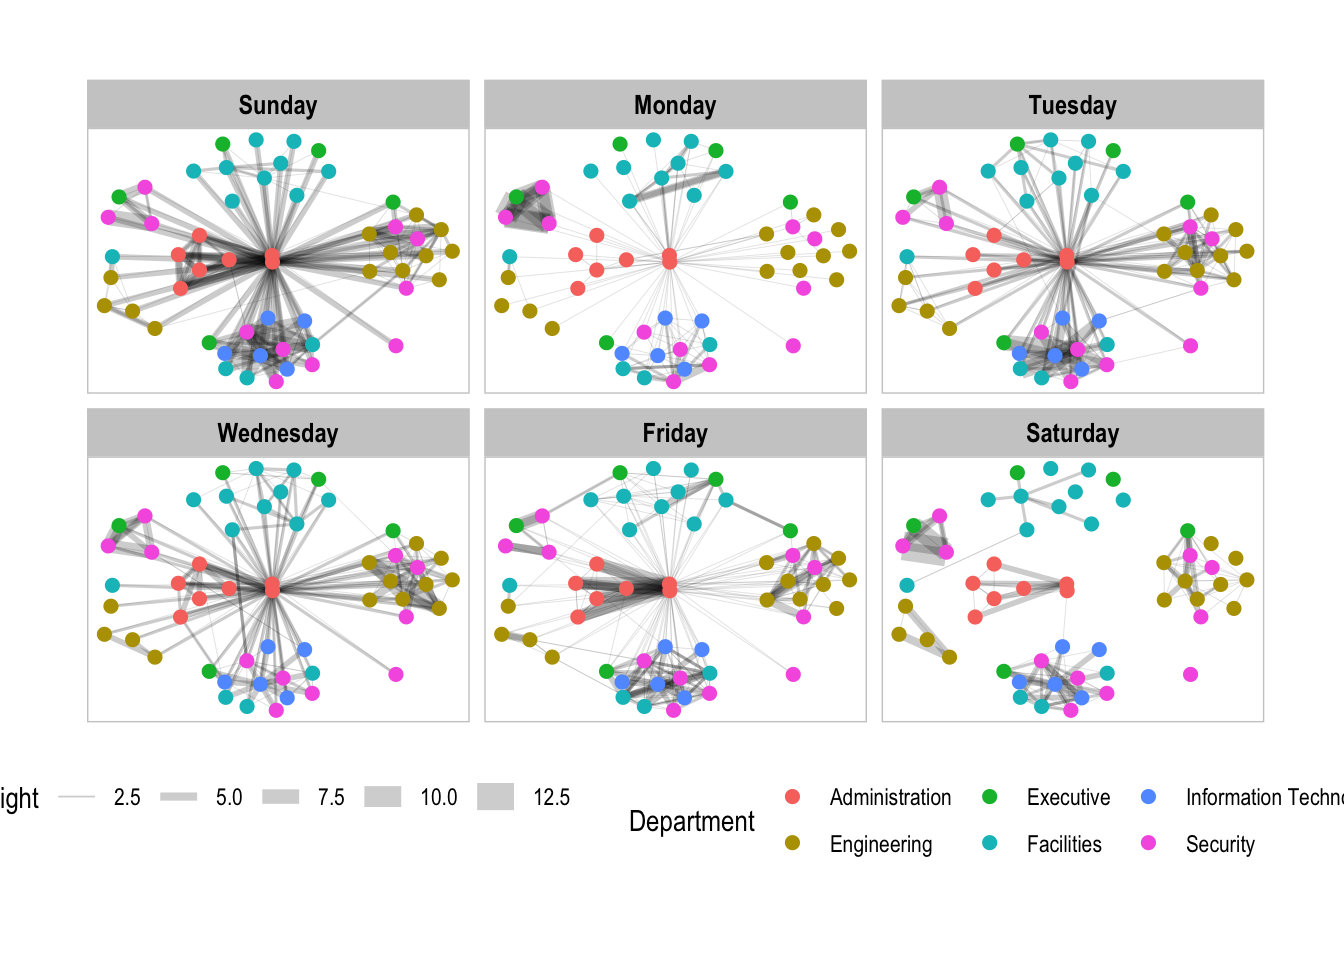 Sunday
Monday
Tuesday
Wednesday
Friday
Saturday
ight 2.5 5.0 7.5 10.0 12.5
Department
Administration Executive Information Techno
Engineering Facilities Security